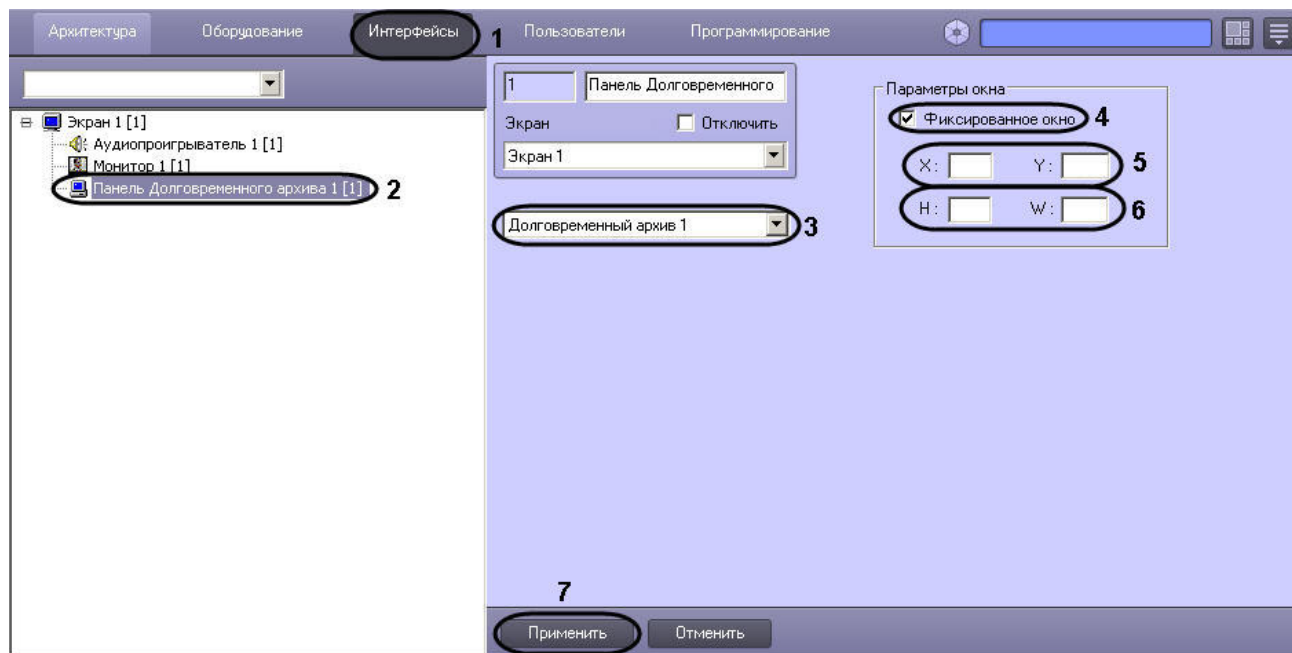 Архитектура Оборудование Интерфейсы 1 Пользователи Программирование
1 Панель Долговременного
Экран Отключить
Экран 1
Экран 1 [1]
Аудиопроигрыватель 1 [1]
Монитор 1 [1]
Панель Долговременного архива 1 [1] 2
Долговременный архив 1 3
Параметры окна
Фиксированное окно 4
X: Y: 5
H: W: 6
7
Применить Отменить